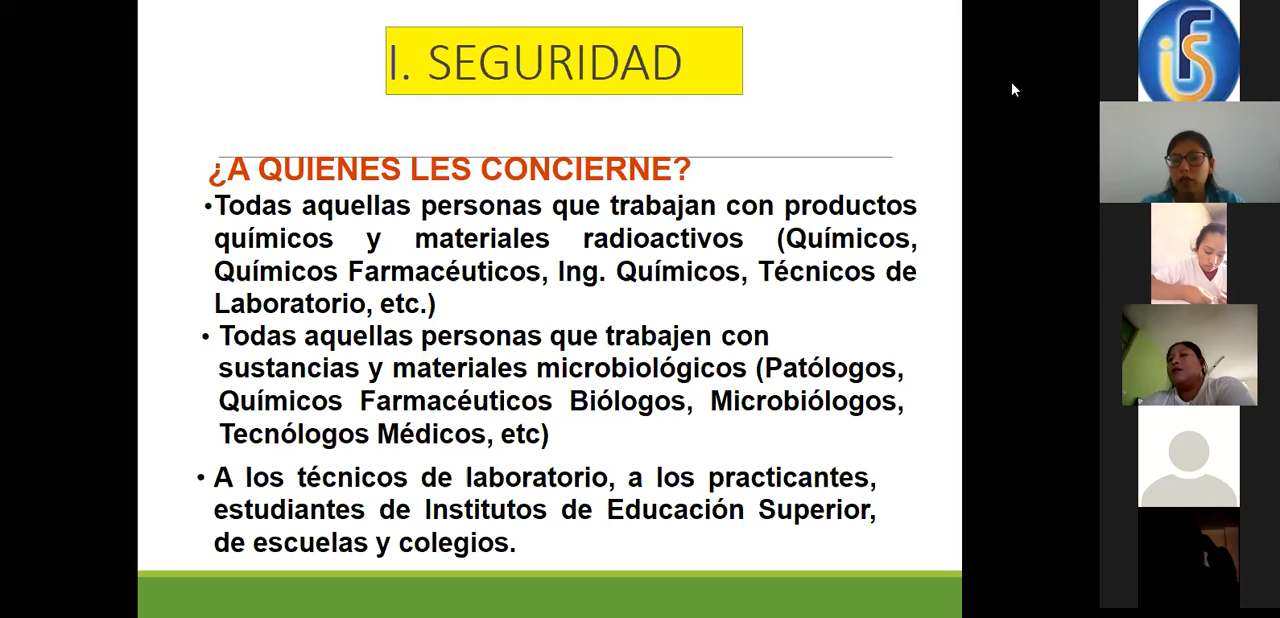 I. SEGURIDAD
¿A QUIENES LES CONCIERNE?
•Todas aquellas personas que trabajan con productos
químicos y materiales radioactivos (Químicos,
Químicos Farmacéuticos, Ing. Químicos, Técnicos de
Laboratorio, etc.)
• Todas aquellas personas que trabajen con
sustancias y materiales microbiológicos (Patólogos,
Químicos Farmacéuticos Biólogos, Microbiólogos,
Tecnólogos Médicos, etc)
• A los técnicos de laboratorio, a los practicantes,
estudiantes de Institutos de Educación Superior,
de escuelas y colegios.